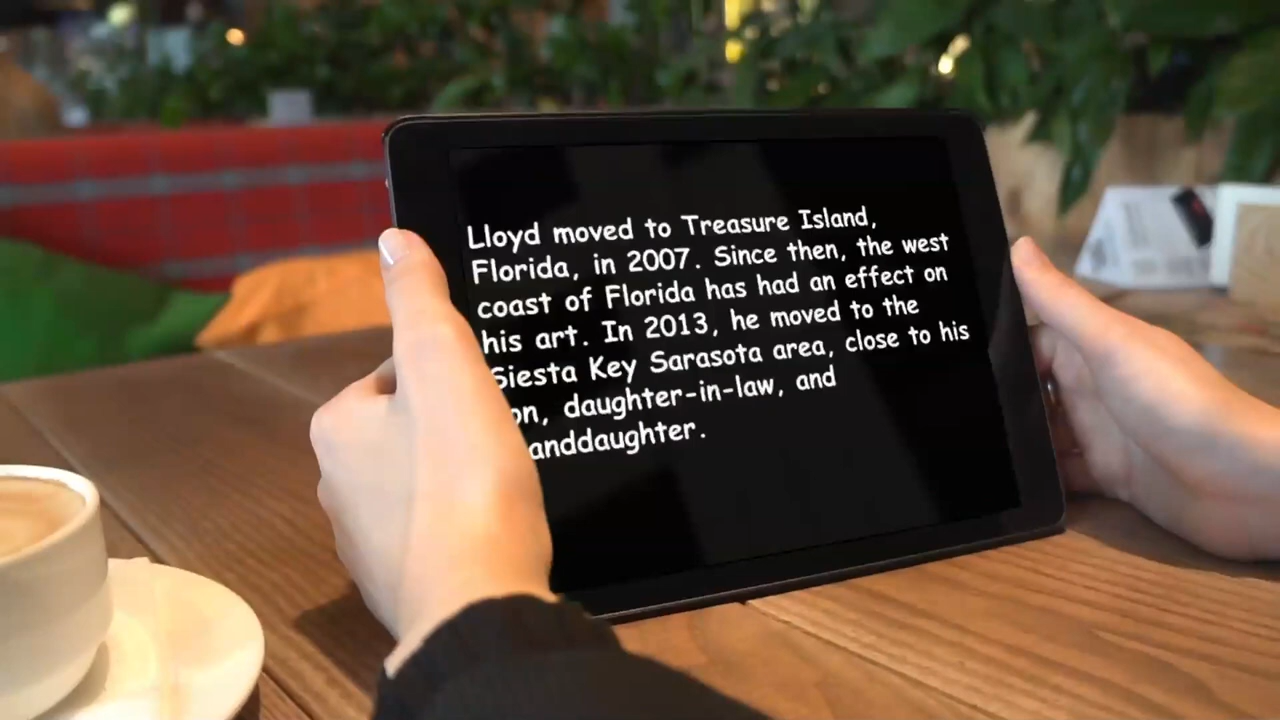 Lloyd moved to Treasure Island,
Florida, in 2007. Since then, the west
coast of Florida has had an effect on
his art. In 2013, he moved to the
Siesta Key Sarasota area, close to his
on, daughter-in-law, and
anddaughter.